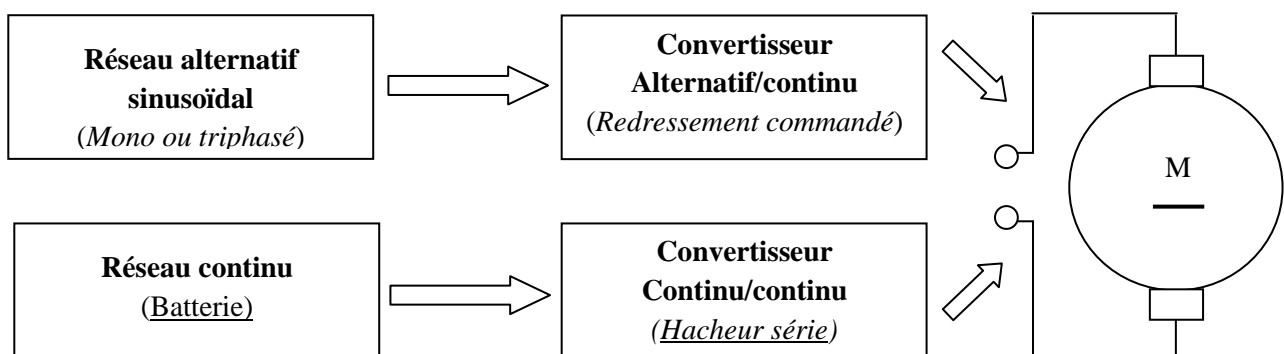 Réseau alternatif
sinusoïdal
(Mono ou triphasé)
Convertisseur
Alternatif/continu
(Redressement commandé)
M
Réseau continu
(Batterie)
Convertisseur
Continu/continu
(Hacheur série)